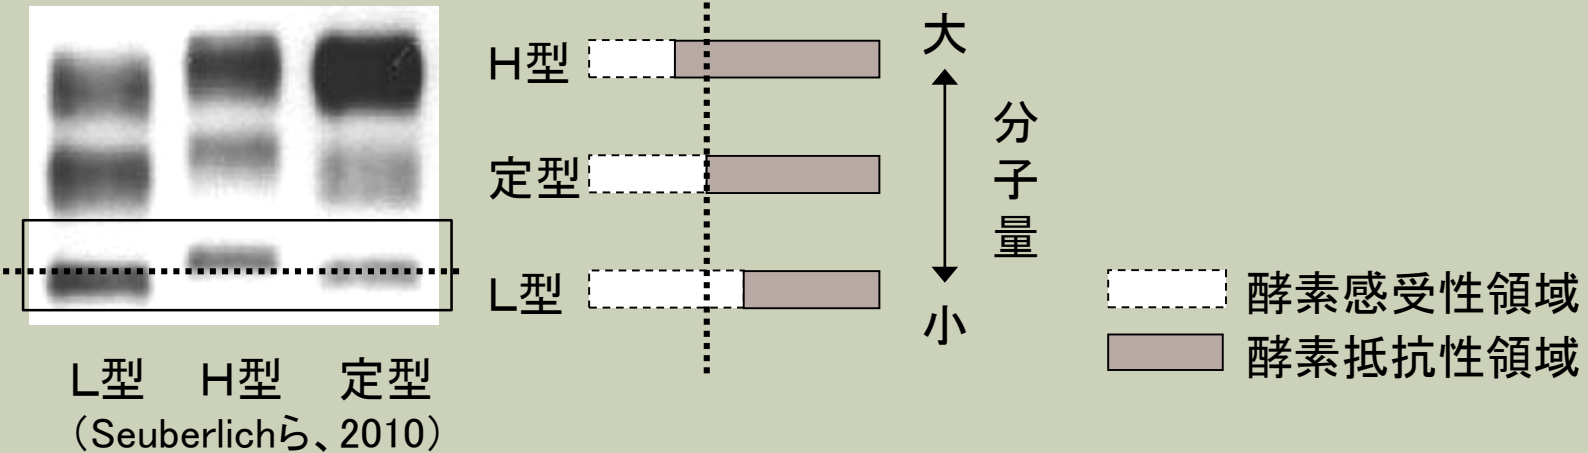 L型 H型 定型
（Seuberlichら、2010）
H型
定型
L型
大
分子量
小
酵素感受性領域
酵素抵抗性領域